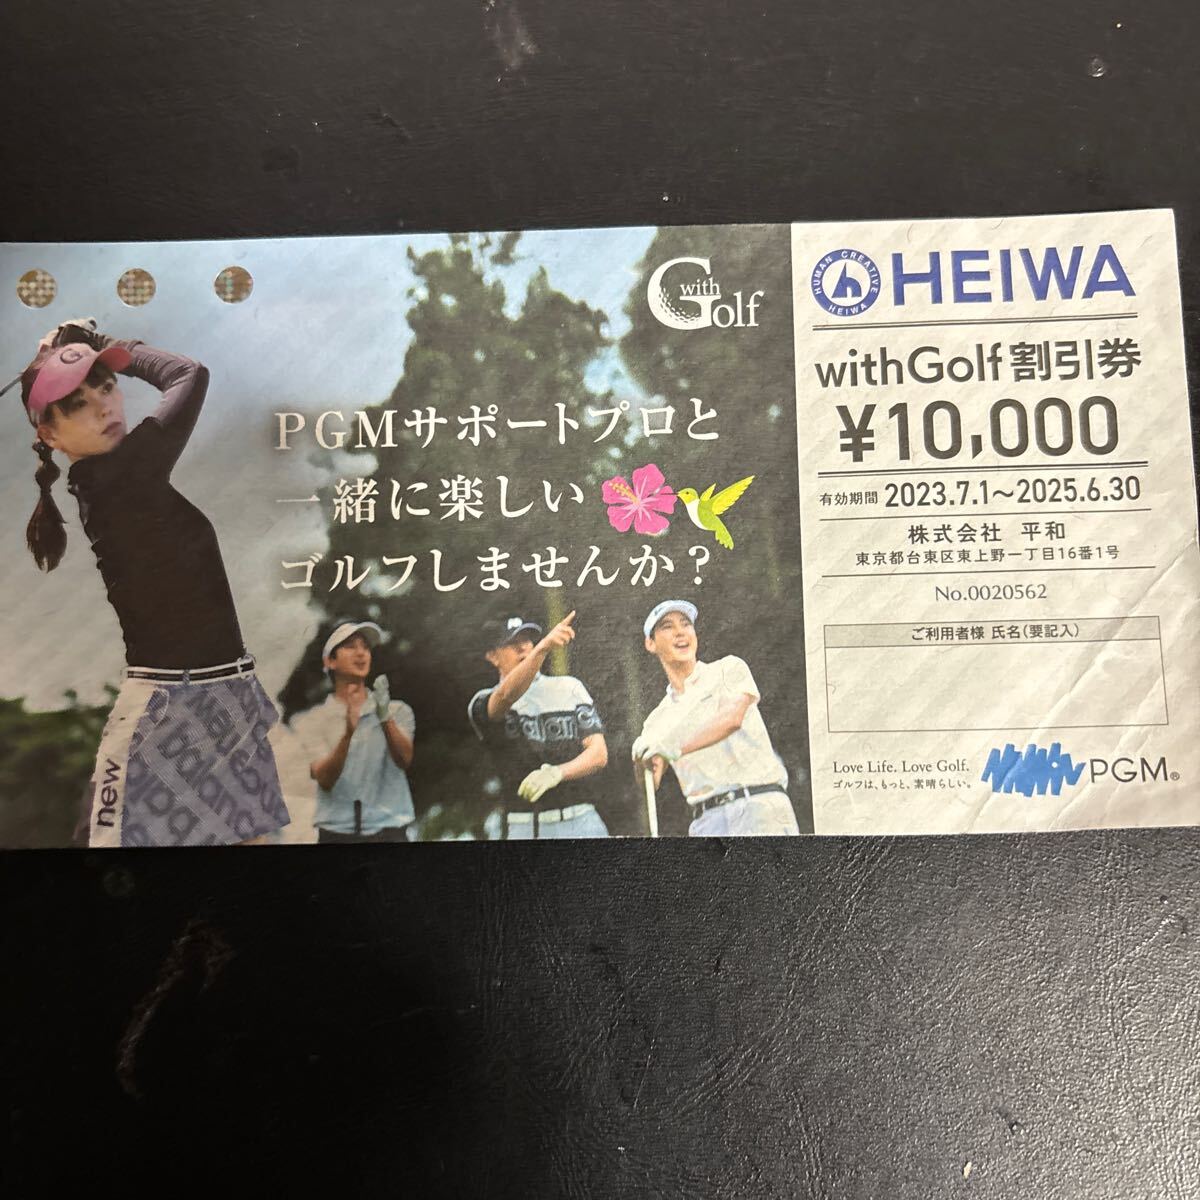 with
Golf
PGMサポートプロと
一緒に楽しい
ゴルフしませんか？
new
HUMAN CREATIVE
HEIWA
HEIWA
withGolf割引券
¥10,000
有効期間 2023.7.1～2025.6.30
株式会社 平和
東京都台東区東上野一丁目16番1号
No.0020562
ご利用者様 氏名(要記入)
Love Life. Love Golf.
ゴルフは、もっと、素晴らしい。
PGM®